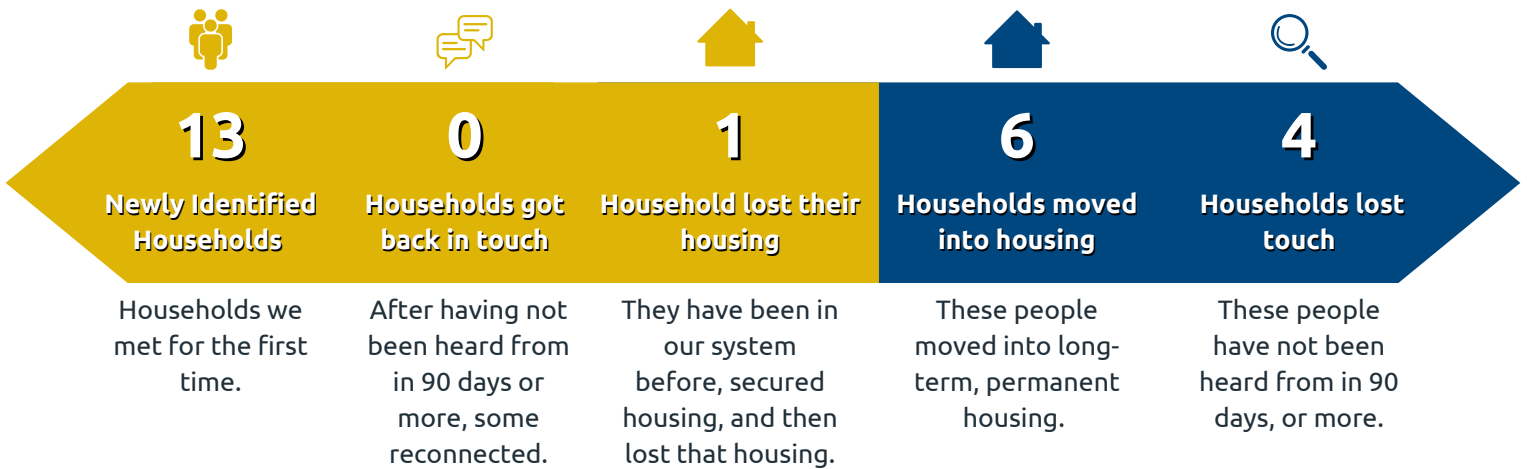 13
Newly Identified
Households
Households we
met for the first
time.
0
Households got
back in touch
After having not
been heard from
in 90 days or
more, some
reconnected.
1
Household lost their
housing
They have been in
our system
before, secured
housing, and then
lost that housing.
6
Households moved
into housing
These people
moved into long-
term, permanent
housing.
4
Households lost
touch
These people
have not been
heard from in 90
days, or more.